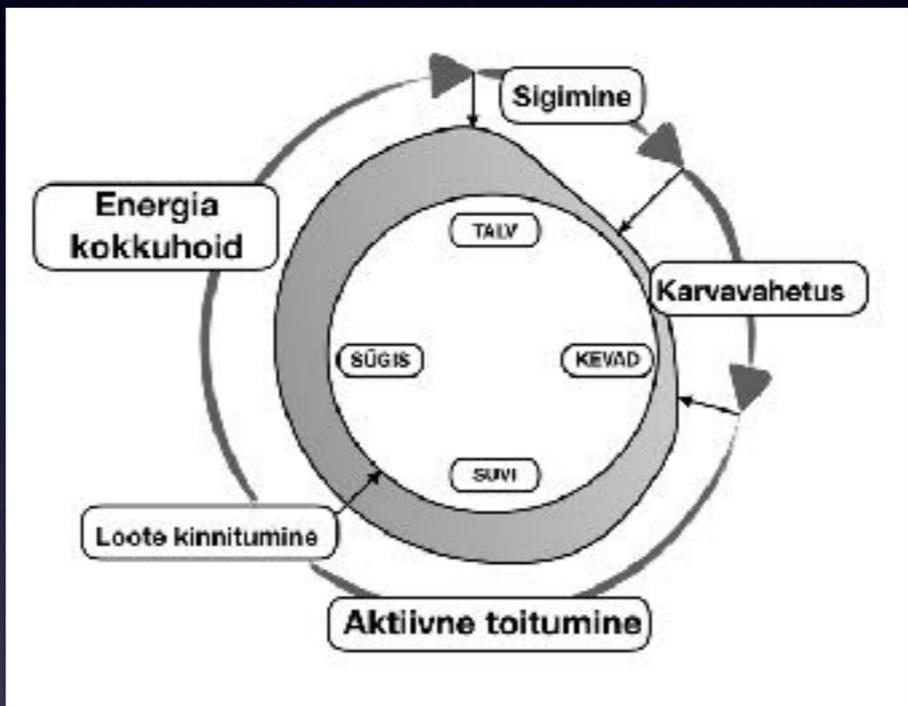 Sigimine
Energia
kokkuhoid
TALV
Karvavahetus
SÜGIS
KEVAD
SUVI
Loote kinnitumine
Aktiivne toitumine